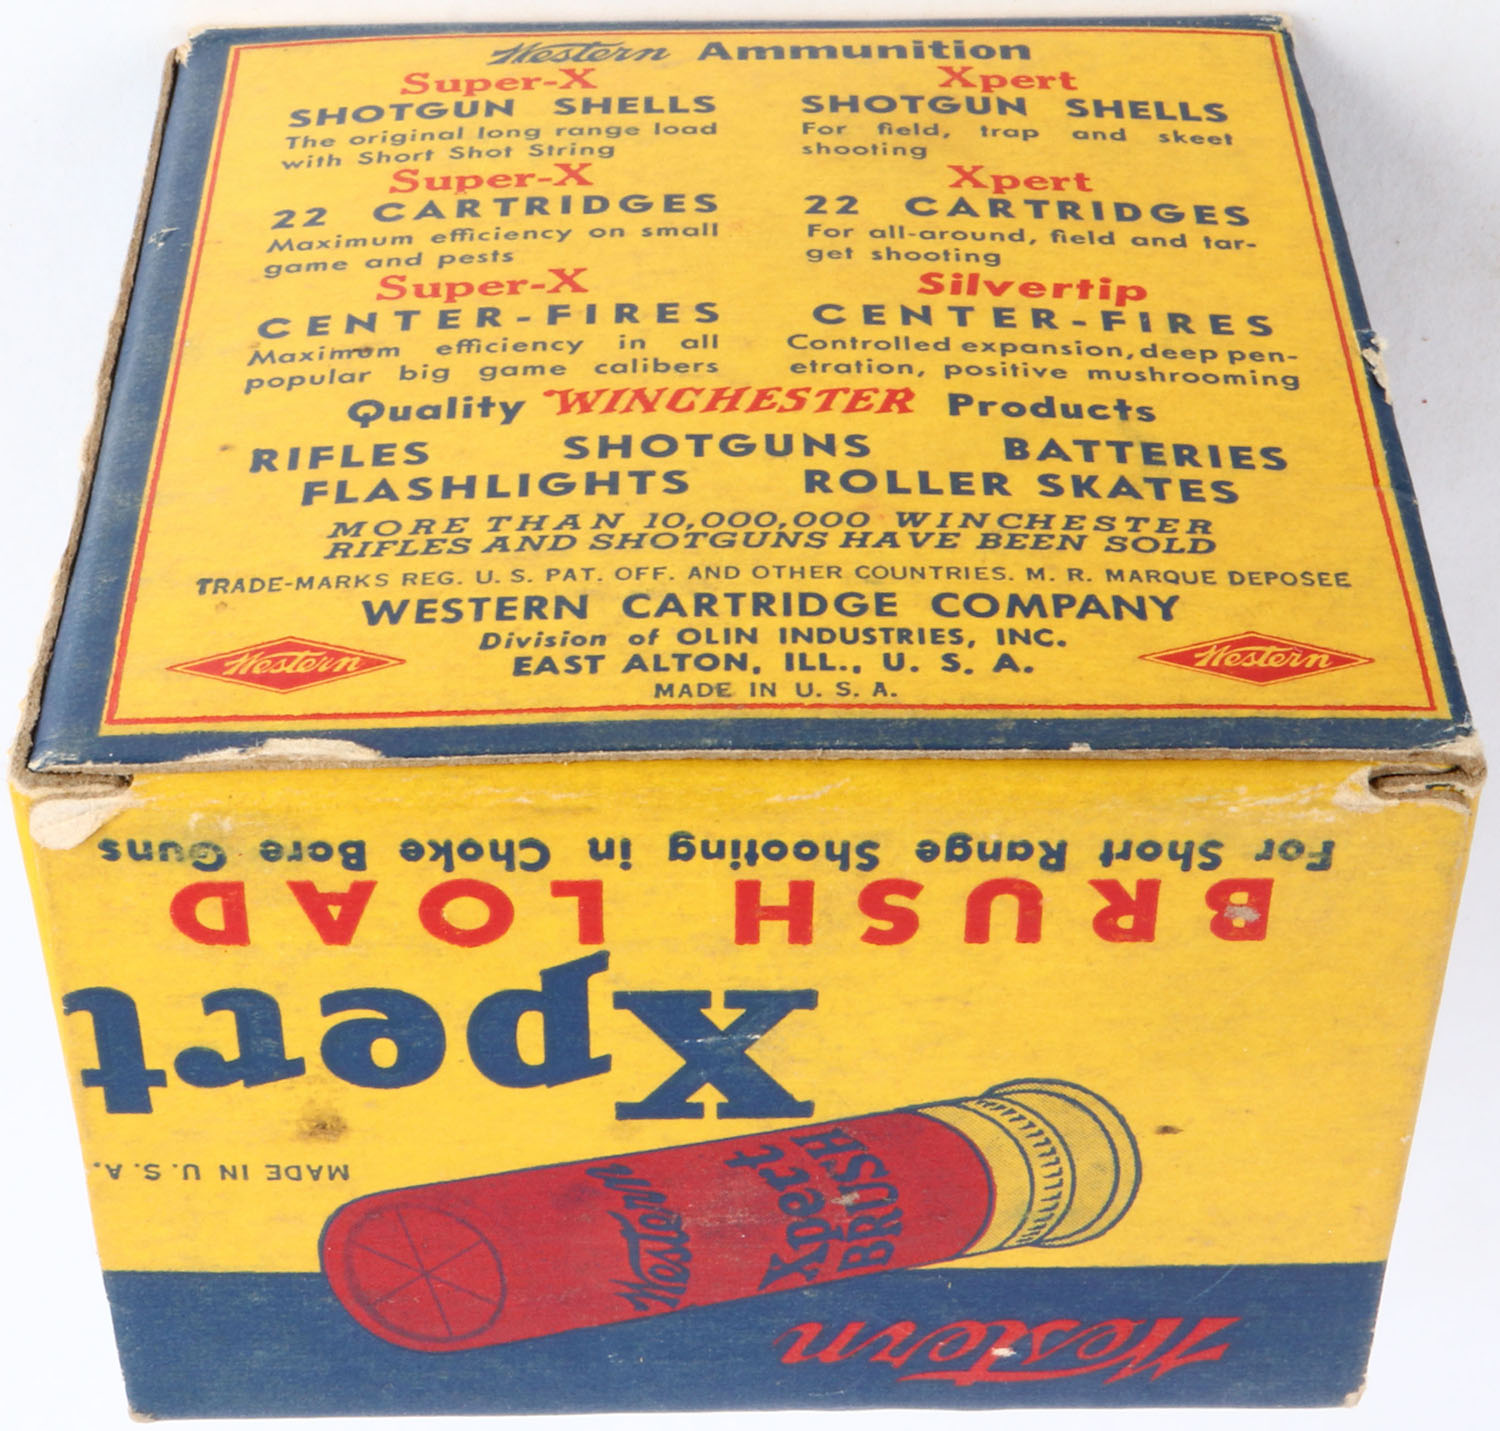 Western Ammunition
Super-X
SHOTGUN SHELLS
The original long range load
with Short Shot String
Xpert
SHOTGUN SHELLS
For field, trap and skeet
shooting
Super-X
22 CARTRIDGES
Maximum efficiency on small
game and pests
Xpert
22 CARTRIDGES
For all-around, field and tar-
get shooting
Super-X
CENTER-FIRES
Maximum efficiency in all
popular big game calibers
Silvertip
CENTER-FIRES
Controlled expansion, deep pen-
etration, positive mushrooming
Quality WINCHESTER Products
RIFLES SHOTGUNS BATTERIES
FLASHLIGHTS ROLLER SKATES
MORE THAN 10,000,000 WINCHESTER
RIFLES AND SHOTGUNS HAVE BEEN SOLD
TRADE-MARKS REG. U. S. PAT. OFF. AND OTHER COUNTRIES. M. R. MARQUE DEPOSEE
WESTERN CARTRIDGE COMPANY
Division of OLIN INDUSTRIES, INC.
EAST ALTON, ILL., U. S. A.
MADE IN U. S. A.
Western
Western
Western
Western
Xpert
BRUSH
MADE IN U. S. A.
Xpert
BRUSH LOAD
For Short Range Shooting in Choke Bore Guns